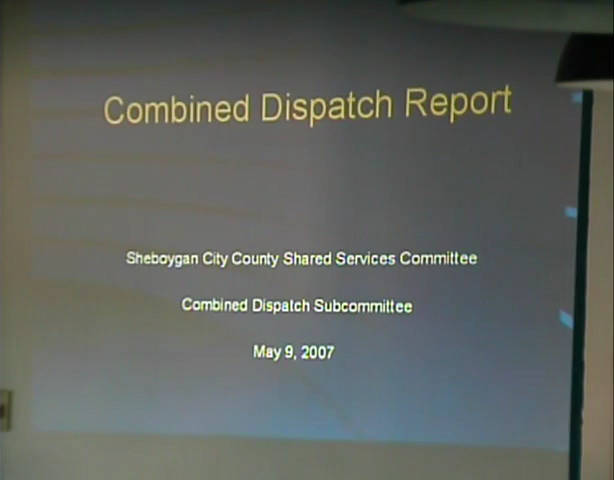 Combined Dispatch Report
Sheboygan City County Shared Services Committee
Combined Dispatch Subcommittee
May 9, 2007